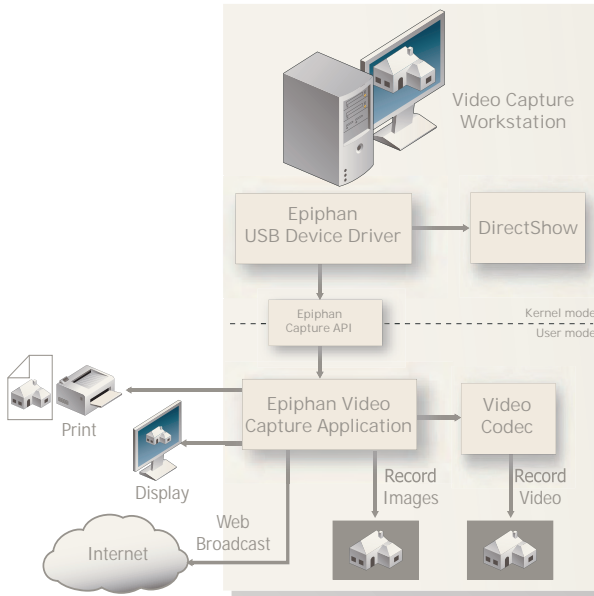 Video Capture
Workstation
Epiphan
USB Device Driver
DirectShow
Epiphan
Capture API
Kernel mode
User mode
Epiphan Video
Capture Application
Video
Codec
Print
Display
Record
Images
Record
Video
Web
Broadcast
Internet